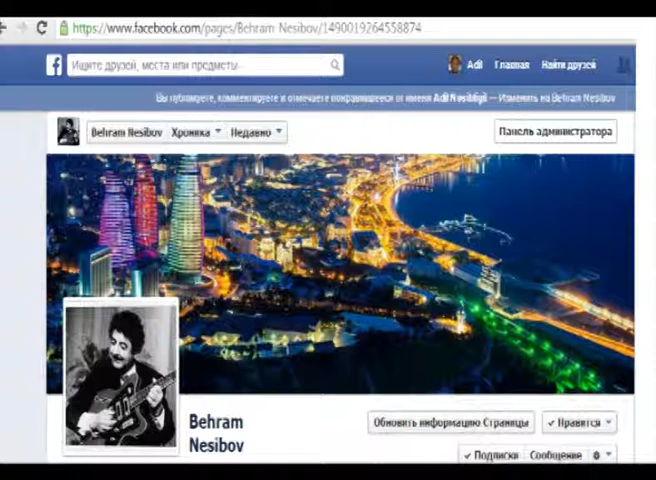 https://www.facebook.com/pages/Behram-Nesibov/1490019264558874
f
Ищите друзей, места или предметы
Adil Главная Найти друзей
Вы публикуете, комментируете и отмечаете понравившееся от имени — Изменить на Behram Nesibov
Behram Nesibov Хроника Недавно
Панель администратора
Behram
Nesibov
Обновить информацию Страницы
✓ Нравится
✓ Подписки Сообщение